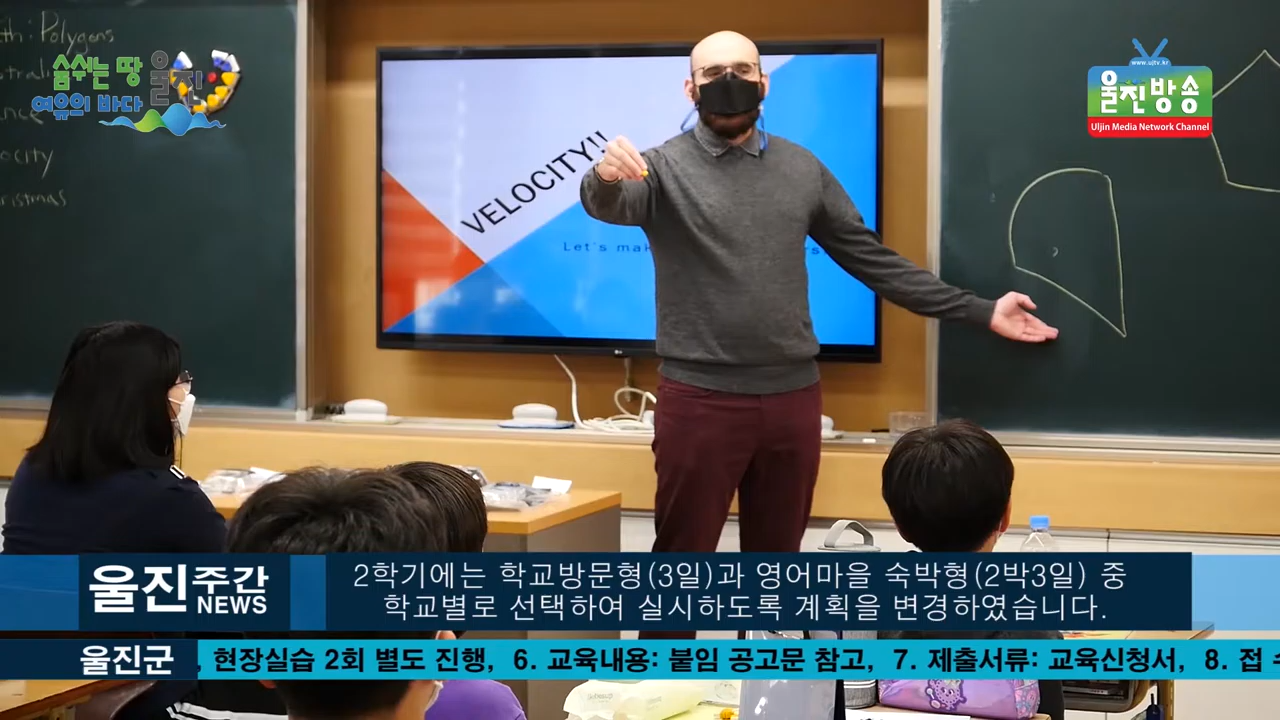 Polygons
숨쉬는 땅 울진
여유의 바다
www.ujtv.kr
울진방송
Uljin Media Network Channel
VELOCITY!!
Let's
울진주간
NEWS
2학기에는 학교방문형(3일)과 영어마을 숙박형(2박3일) 중
학교별로 선택하여 실시하도록 계획을 변경하였습니다.
울진군
, 현장실습 2회 별도 진행, 6. 교육내용: 붙임 공고문 참고, 7. 제출서류: 교육신청서, 8. 접